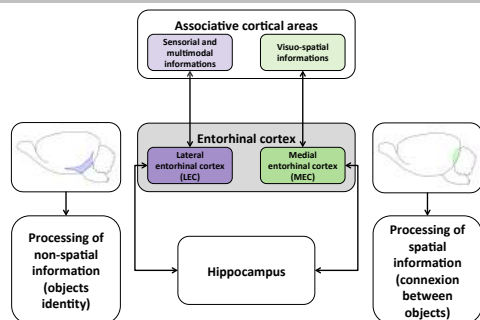 Associative cortical areas
Sensorial and
multimodal
informations
Visuo-spatial
informations
Entorhinal cortex
Lateral
entorhinal cortex
(LEC)
Medial
entorhinal cortex
(MEC)
Processing of
non-spatial
information
(objects
identity)
Hippocampus
Processing of
spatial
information
(connexion
between
objects)